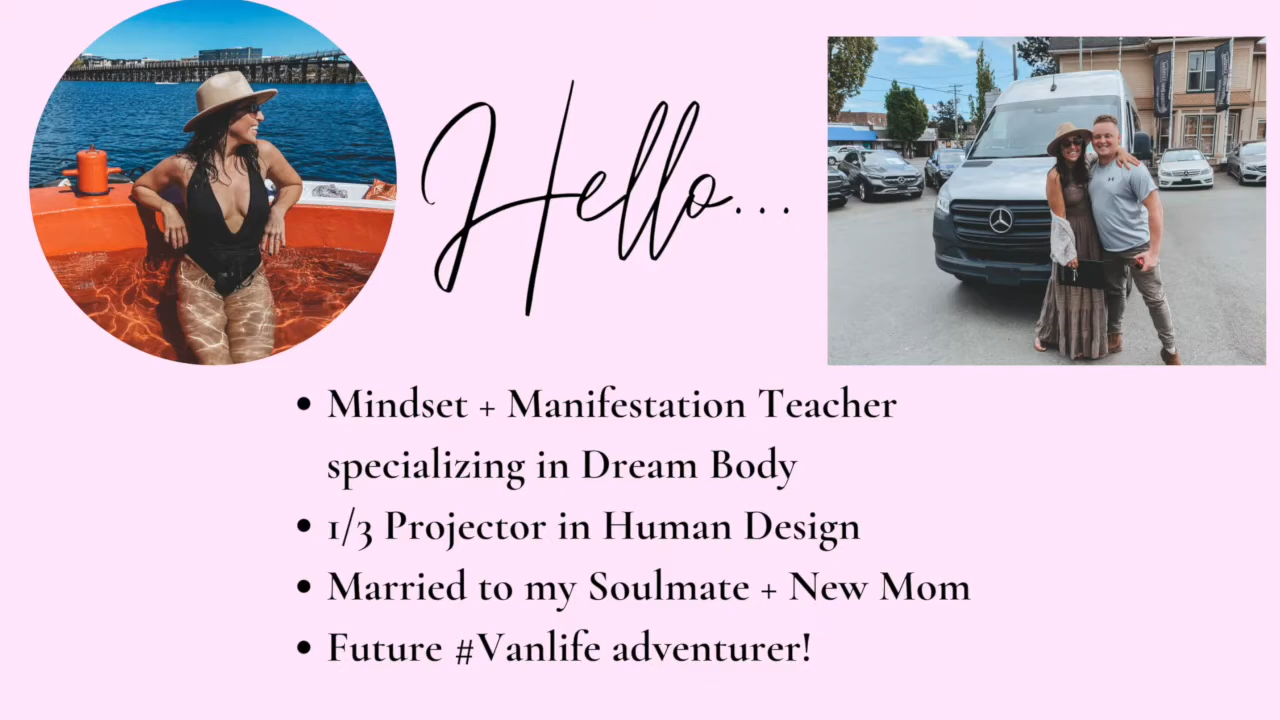 Hello...
• Mindset + Manifestation Teacher
specializing in Dream Body
• 1/3 Projector in Human Design
• Married to my Soulmate + New Mom
• Future #Vanlife adventurer!